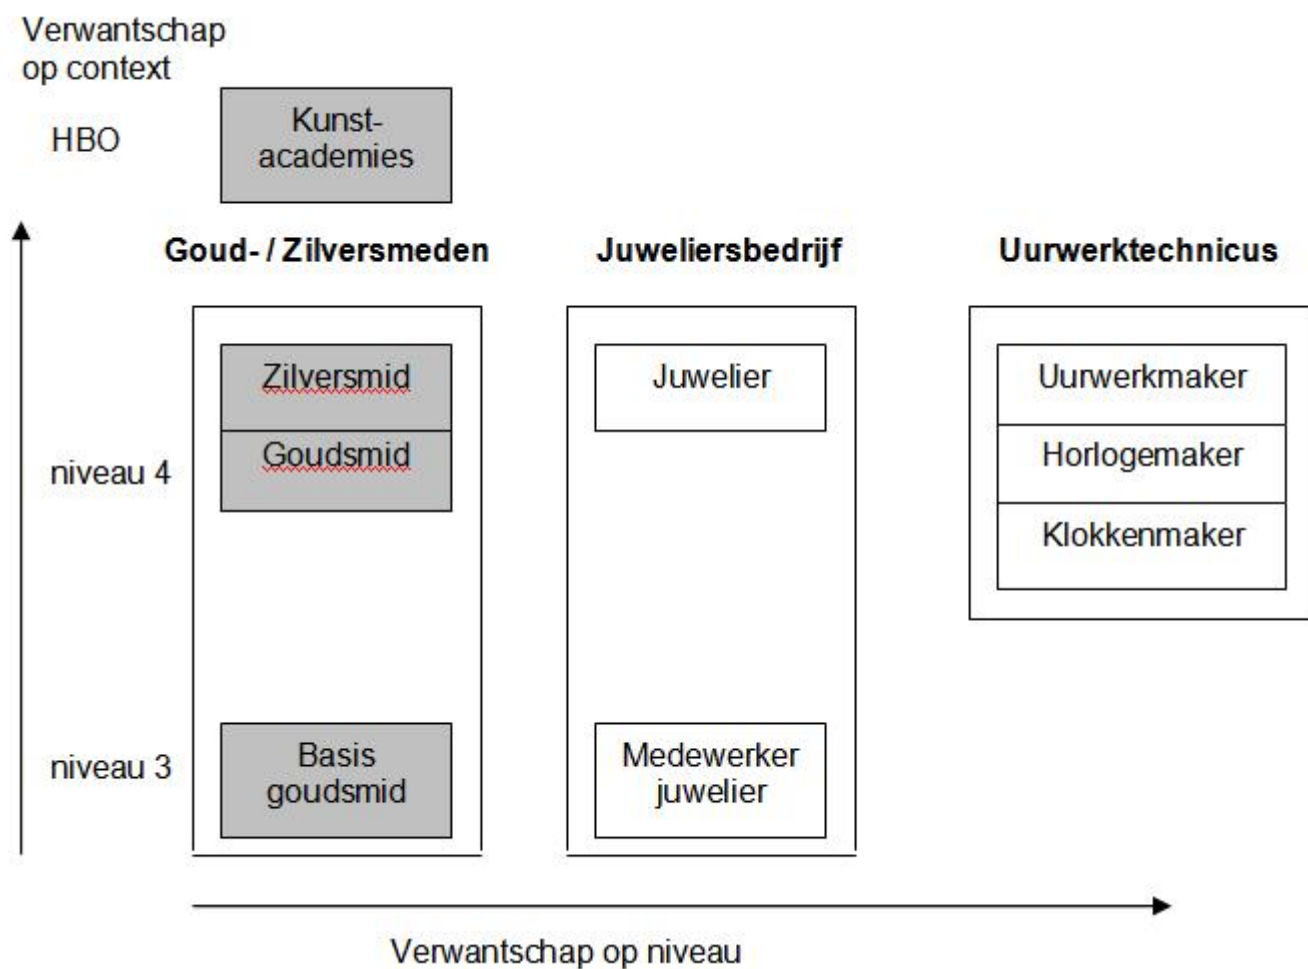 Verwantschap
op context
HBO
Kunst-
academies
Goud- / Zilversmeden
Juweliersbedrijf
Uurwerktechnicus
Zilversmid
Juwelier
Uurwerkmaker
niveau 4
Goudsmid
Horlogemaker
Klokkenmaker
niveau 3
Basis
goudsmid
Medewerker
juwelier
Verwantschap op niveau